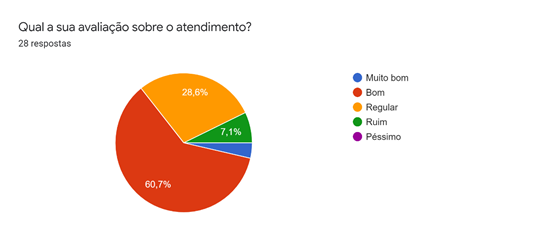 Qual a sua avaliação sobre o atendimento?
28 respostas
28,6%
7,1%
60,7%
Muito bom
Bom
Regular
Ruim
Péssimo